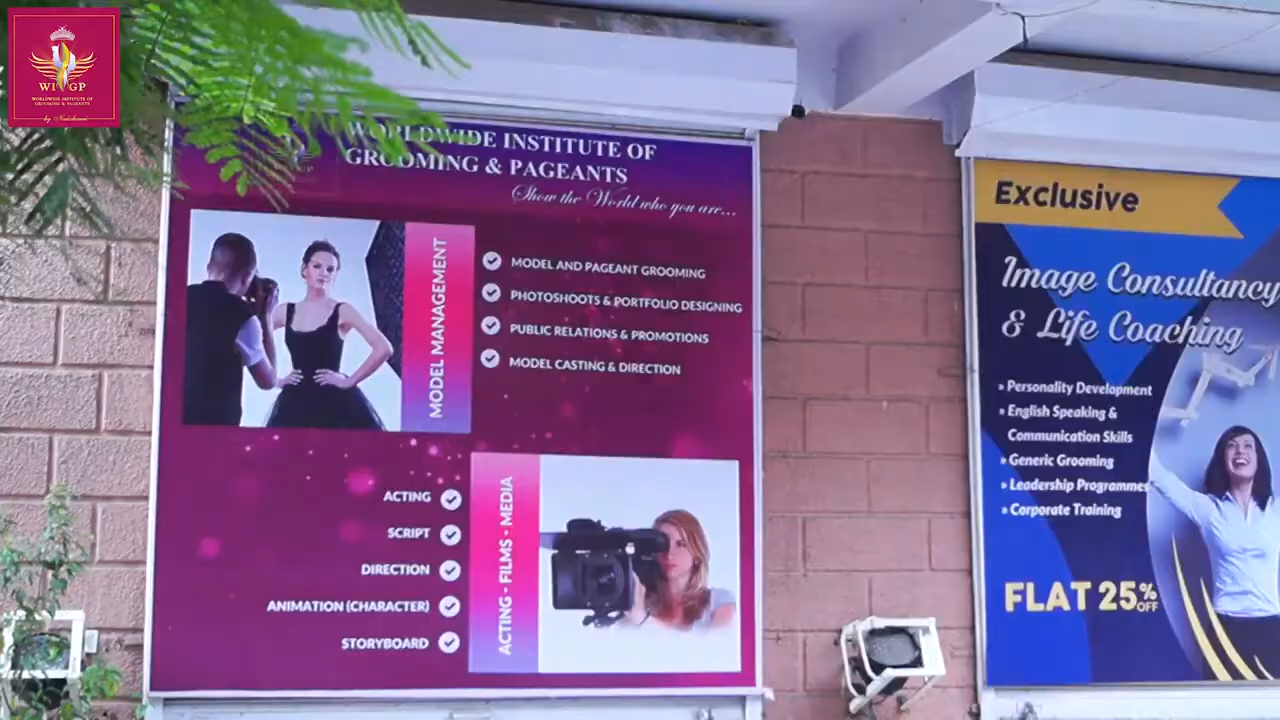 WIGP
WORLDWIDE INSTITUTE OF
GROOMING & PAGEANTS
by Nakshwari
WORLDWIDE INSTITUTE OF
GROOMING & PAGEANTS
Show the World who you are...
MODEL MANAGEMENT
MODEL AND PAGEANT GROOMING
PHOTOSHOOTS & PORTFOLIO DESIGNING
PUBLIC RELATIONS & PROMOTIONS
MODEL CASTING & DIRECTION
ACTING
SCRIPT
DIRECTION
ANIMATION (CHARACTER)
STORYBOARD
ACTING - FILMS - MEDIA
Exclusive
Image Consultancy
& Life Coaching
» Personality Development
» English Speaking &
Communication Skills
» Generic Grooming
» Leadership Programmes
» Corporate Training
FLAT 25% OFF